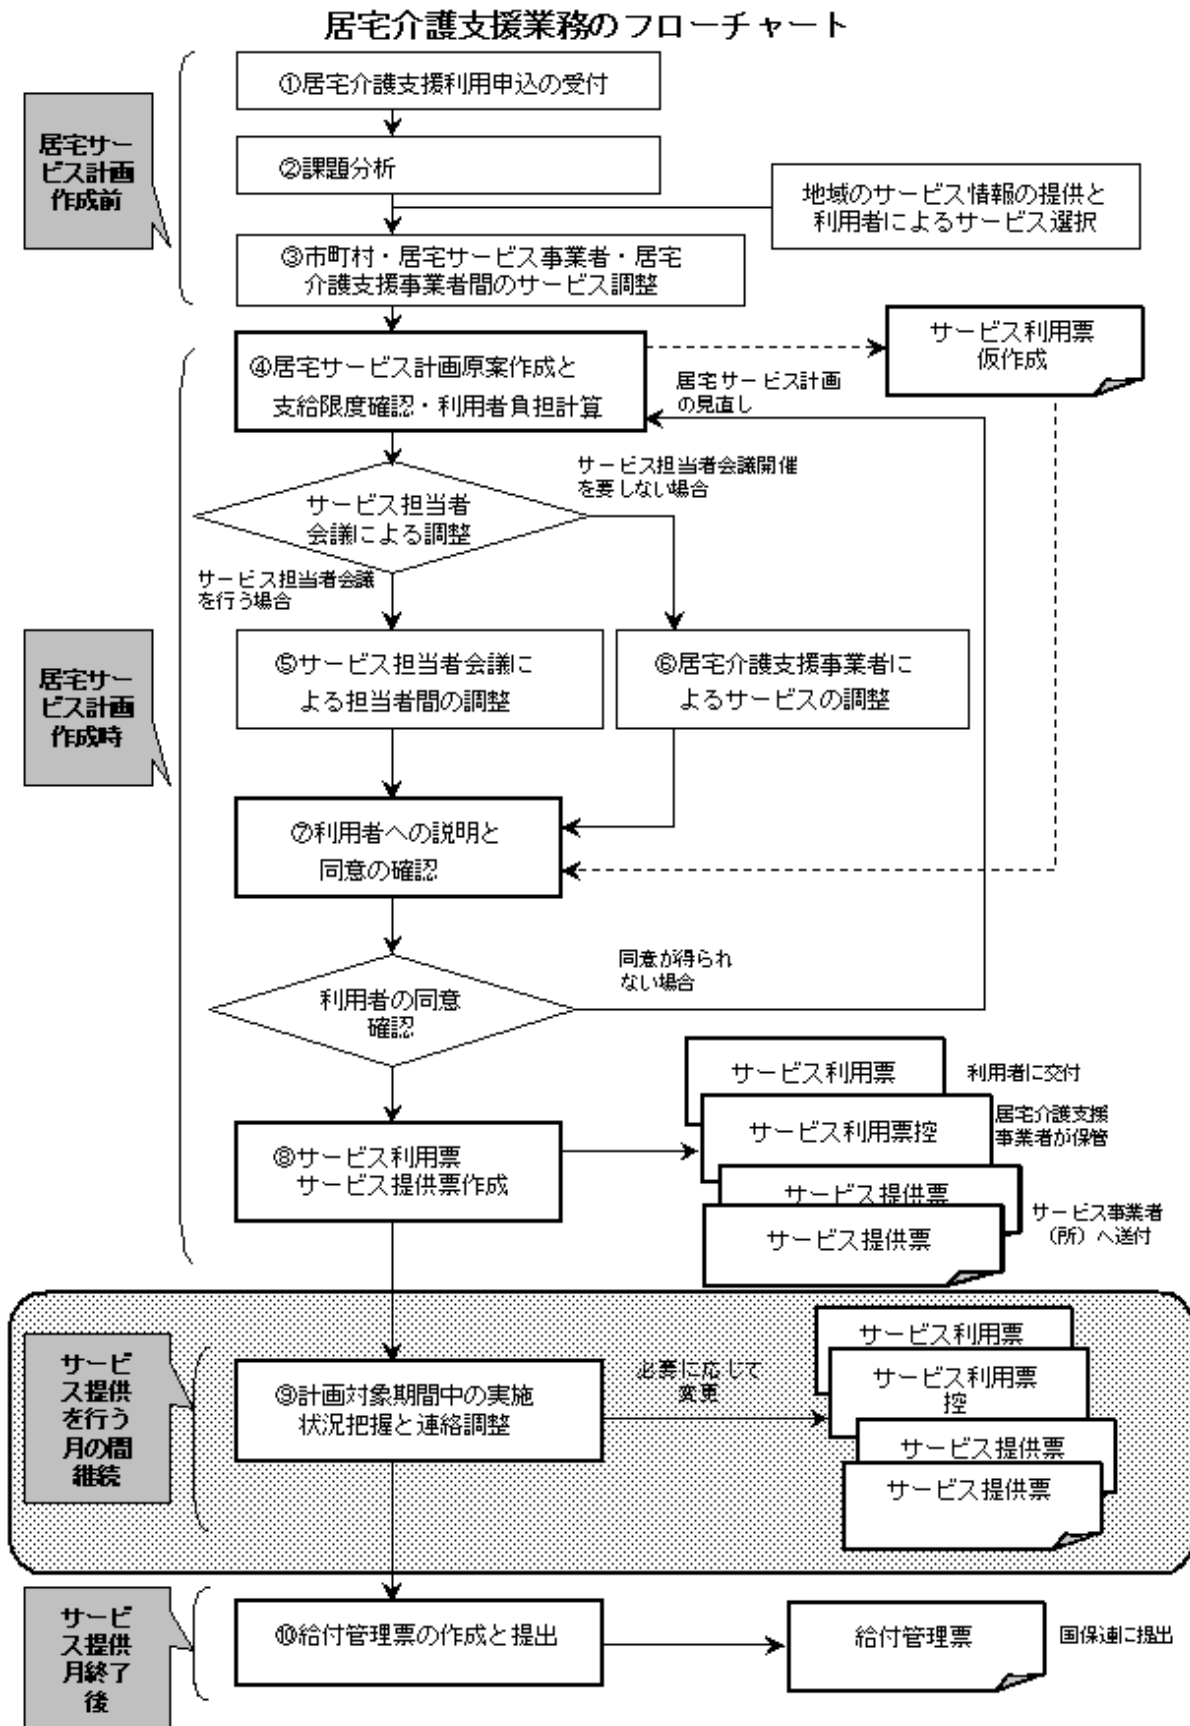 居宅介護支援業務のフローチャート
①居宅介護支援利用申込の受付
居宅サー
ビス計画
作成前
②課題分析
地域のサービス情報の提供と
利用者によるサービス選択
③市町村・居宅サービス事業者・居宅
介護支援事業者間のサービス調整
④居宅サービス計画原案作成と
支給限度確認・利用者負担計算
サービス利用票
仮作成
居宅サービス計画
の見直し
サービス担当者
会議による調整
サービス担当者会議開催
を要しない場合
サービス担当者会議
を行う場合
居宅サー
ビス計画
作成時
⑤サービス担当者会議に
よる担当者間の調整
⑥居宅介護支援事業者に
よるサービスの調整
⑦利用者への説明と
同意の確認
利用者の同意
確認
同意が得られ
ない場合
⑧サービス利用票
サービス提供票作成
サービス利用票
利用者に交付
サービス利用票控
居宅介護支援
事業者が保管
サービス提供票
サービス提供票
サービス事業者
（所）へ送付
サービ
ス提供
を行う
月の間
継続
⑨計画対象期間中の実施
状況把握と連絡調整
必要に応じて
変更
サービス利用票
サービス利用票
控
サービス提供票
サービス提供票
サービ
ス提供
月終了
後
⑩給付管理票の作成と提出
給付管理票
国保連に提出